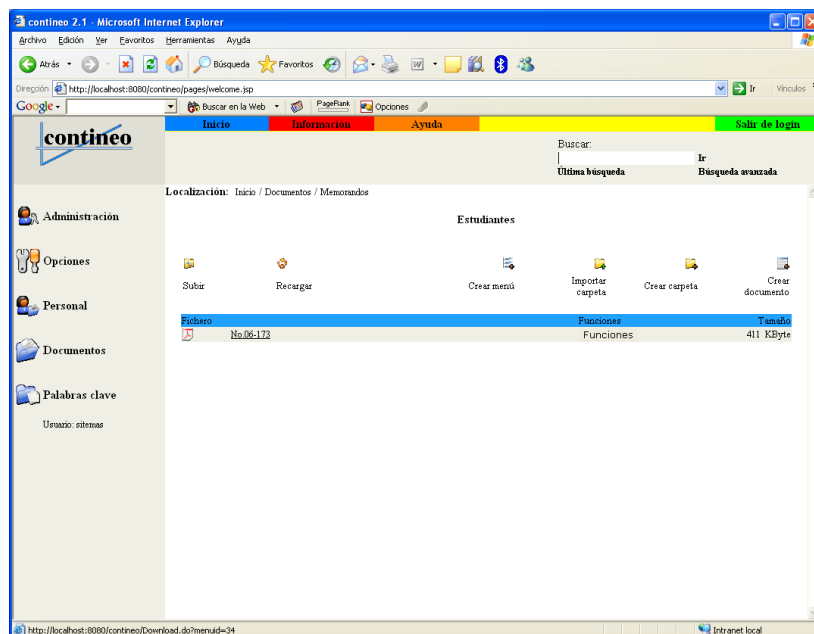 contineo 2.1 - Microsoft Internet Explorer
Archivo Edición Ver Favoritos Herramientas Ayuda
Atrás Búsqueda Favoritos
Dirección http://localhost:8080/contineo/pages/welcome.jsp Ir Vínculos
Google Buscar en la Web PageRank Opciones
contineo
Inicio Información Ayuda Salir de login
Buscar:
Ir
Última búsqueda Búsqueda avanzada
Localización: Inicio / Documentos / Memorandos
Estudiantes
Administración
Opciones
Personal
Documentos
Palabras clave
Usuario: sitemas
Subir Recargar Crear menú Importar carpeta Crear carpeta Crear documento
Fichero Funciones Tamaño
No.06-173 Funciones 411 KByte
http://localhost:8080/contineo/Download.do?menuid=34 Intranet local